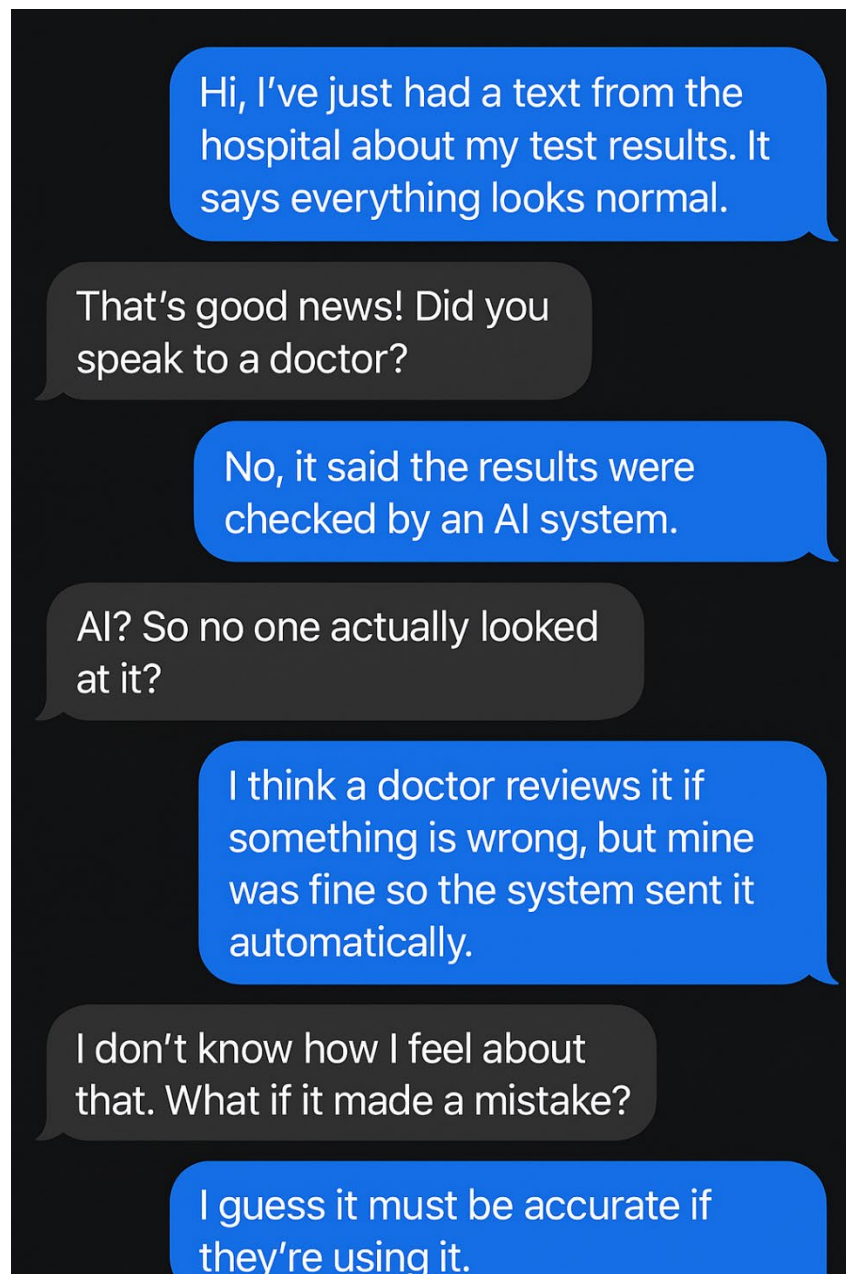 Hi, I’ve just had a text from the
hospital about my test results. It
says everything looks normal.
That’s good news! Did you
speak to a doctor?
No, it said the results were
checked by an AI system.
AI? So no one actually looked
at it?
I think a doctor reviews it if
something is wrong, but mine
was fine so the system sent it
automatically.
I don’t know how I feel about
that. What if it made a mistake?
I guess it must be accurate if
they’re using it.